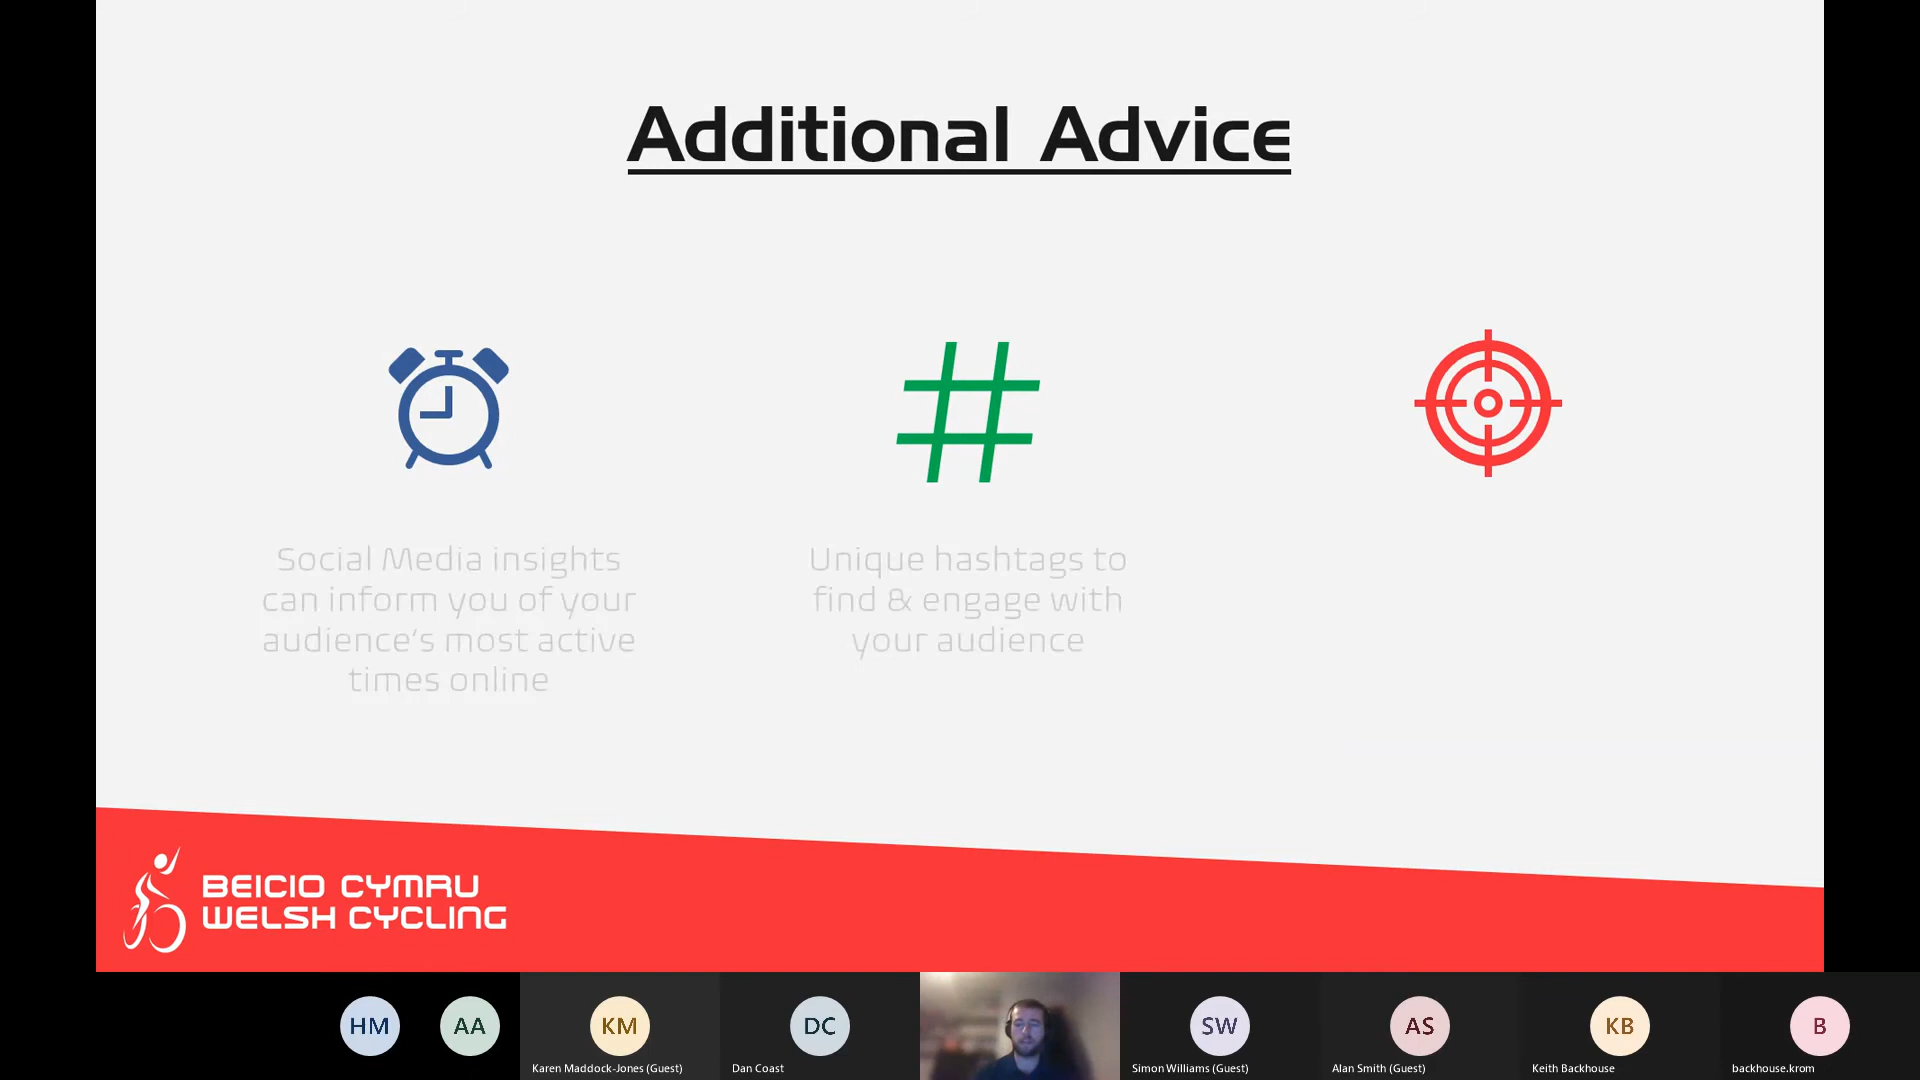 Additional Advice
Social Media insights
can inform you of your
audience's most active
times online
#
Unique hashtags to
find & engage with
your audience
BEICIO CYMRU
WELSH CYCLING
HM
AA
KM
Karen Maddock-Jones (Guest)
DC
Dan Coast
SW
Simon Williams (Guest)
AS
Alan Smith (Guest)
KB
Keith Backhouse
B
backhouse.krom